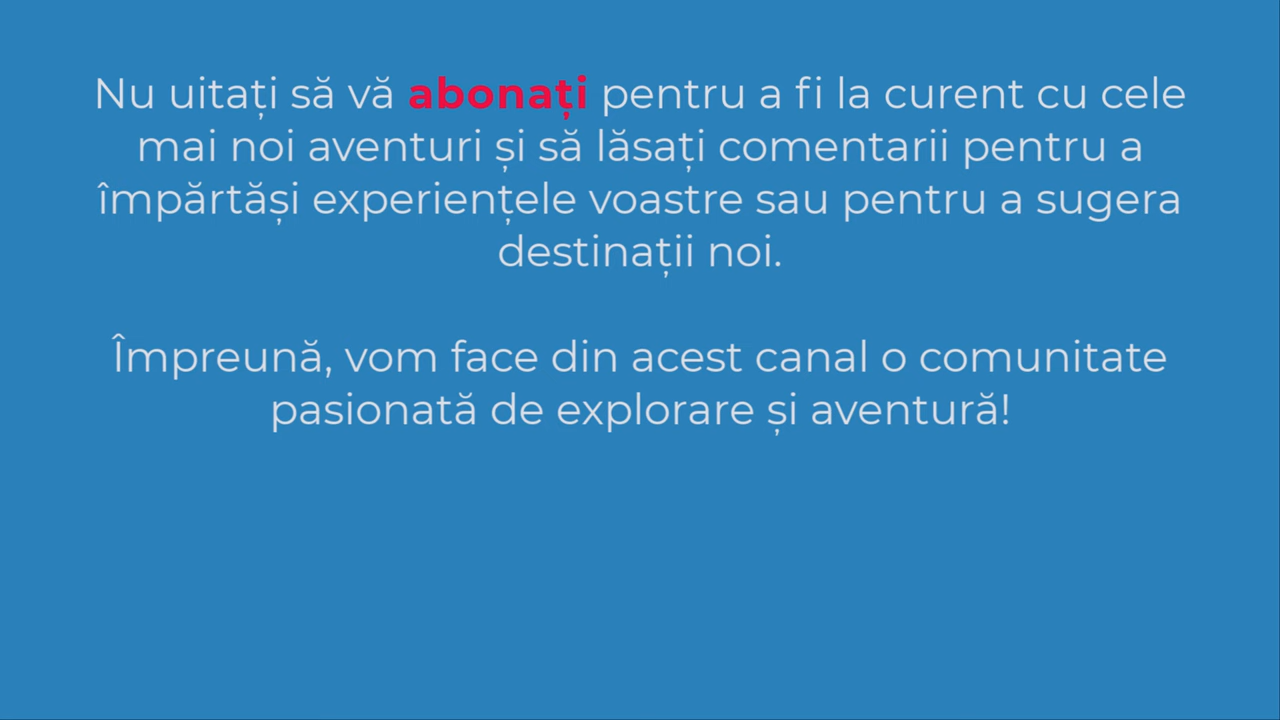 Nu uitați să vă abonați pentru a fi la curent cu cele
mai noi aventuri și să lăsați comentarii pentru a
împărtăși experiențele voastre sau pentru a sugera
destinații noi.
Împreună, vom face din acest canal o comunitate
pasionată de explorare și aventură!